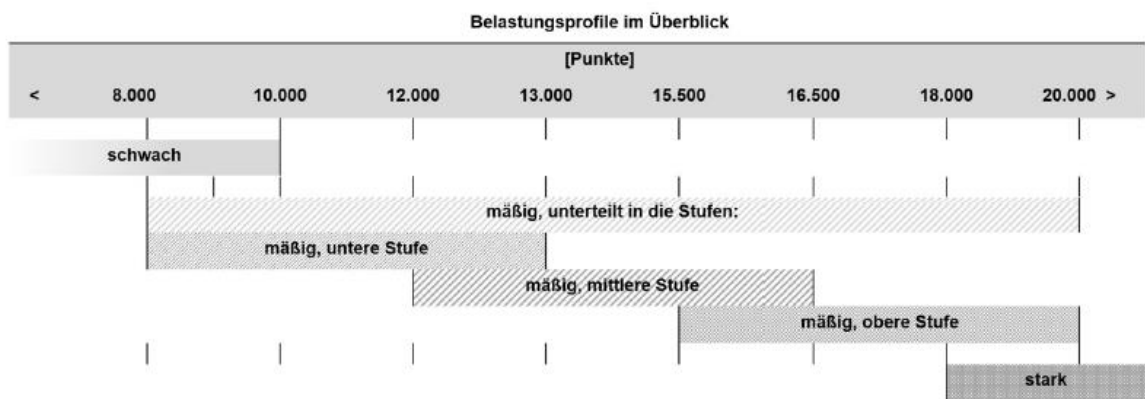 Belastungsprofile im Überblick
[Punkte]
< 8.000 10.000 12.000 13.000 15.500 16.500 18.000 20.000 >
schwach
mäßig, unterteilt in die Stufen:
mäßig, untere Stufe
mäßig, mittlere Stufe
mäßig, obere Stufe
stark